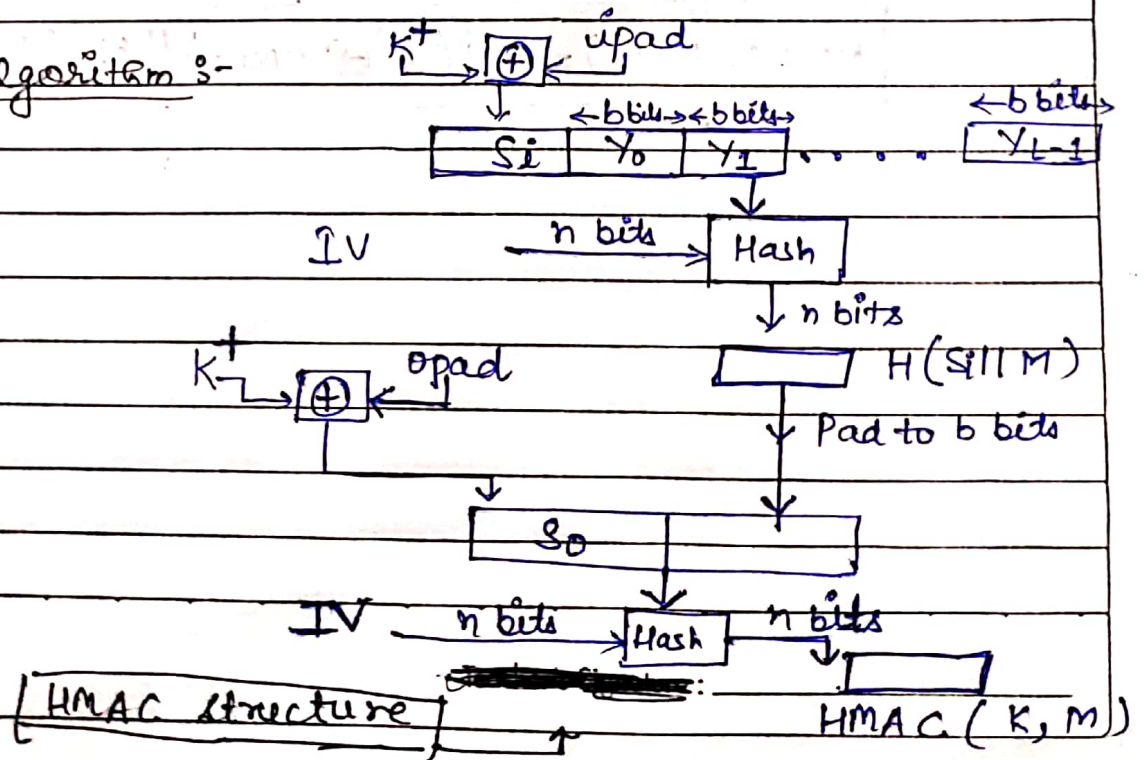 K+ ⊕ ipad
lgorithm :-
←b bits→ ←b bits→ ←b bits→
Si Y0 Y1 . . . . YL-1
IV n bits Hash
n bits
K+ ⊕ opad H(Si||M)
Pad to b bits
So
IV n bits Hash n bits
HMAC structure HMAC (K, M)